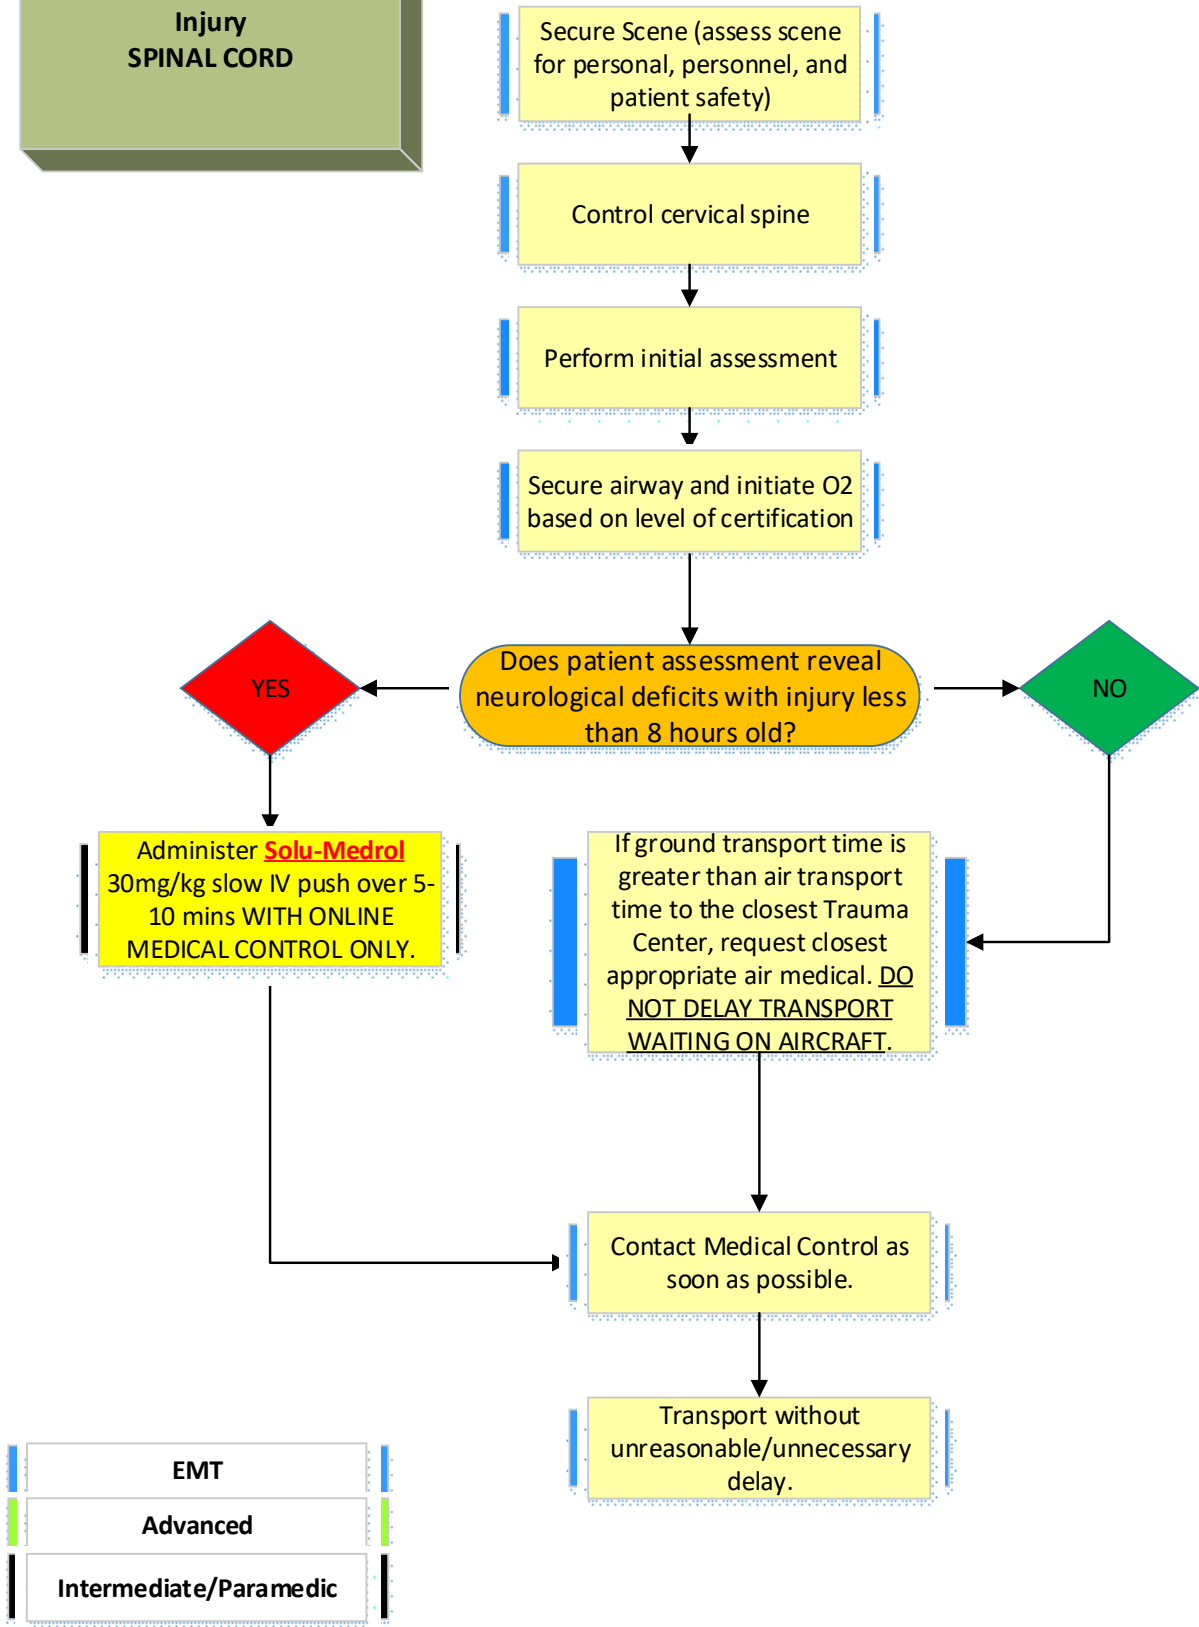 Injury
SPINAL CORD
Secure Scene (assess scene
for personal, personnel, and
patient safety)
Control cervical spine
Perform initial assessment
Secure airway and initiate O2
based on level of certification
Does patient assessment reveal
neurological deficits with injury less
than 8 hours old?
YES
NO
Administer Solu-Medrol
30mg/kg slow IV push over 5-
10 mins WITH ONLINE
MEDICAL CONTROL ONLY.
If ground transport time is
greater than air transport
time to the closest Trauma
Center, request closest
appropriate air medical. DO
NOT DELAY TRANSPORT
WAITING ON AIRCRAFT.
Contact Medical Control as
soon as possible.
Transport without
unreasonable/unnecessary
delay.
EMT
Advanced
Intermediate/Paramedic